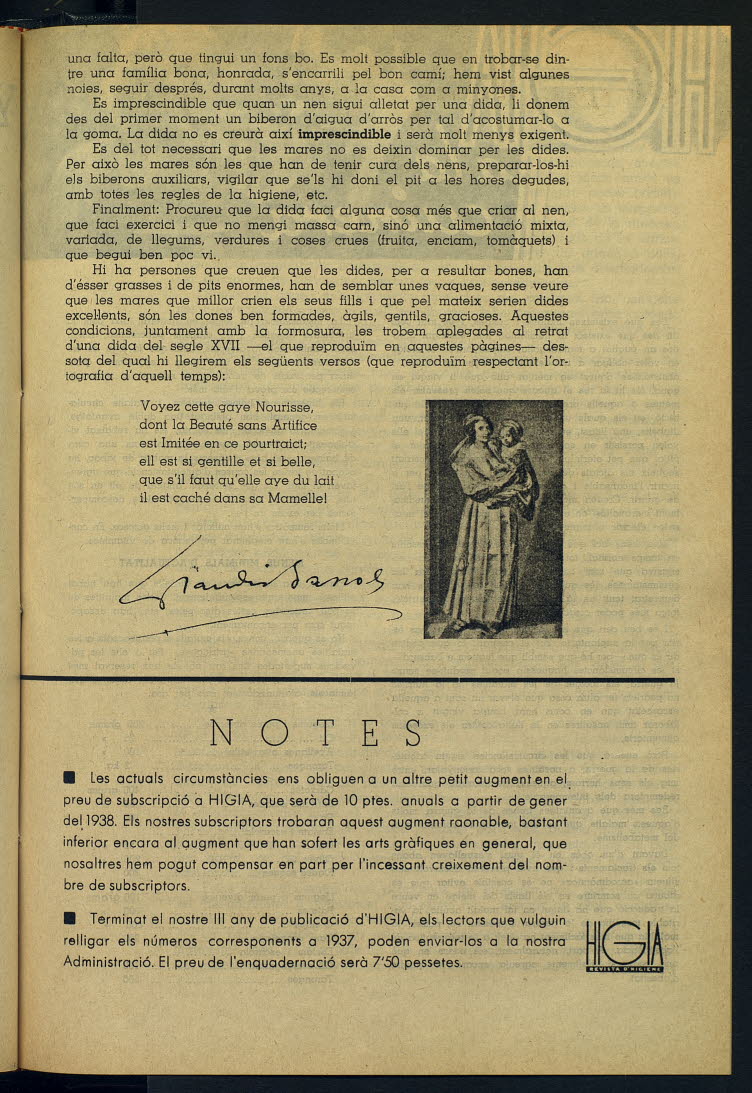 una falta, però que tingui un fons bo. Es molt possible que en trobar-se din-
tre una família bona, honrada, s'encarrili pel bon camí; hem vist algunes
noies, seguir després, durant molts anys, a la casa com a minyones.
Es imprescindible que quan un nen sigui alletat per una dida, li donem
des del primer moment un biberon d'aigua d'arròs per tal d'acostumar-lo a
la goma. La dida no es creurà així imprescindible i serà molt menys exigent.
Es del tot necessari que les mares no es deixin dominar per les dides.
Per això les mares són les que han de tenir cura dels nens, preparar-los-hi
els biberons auxiliars, vigilar que se'ls hi doni el pit a les hores degudes,
amb totes les regles de la higiene, etc.
Finalment: Procureu que la dida faci alguna cosa més que criar al nen,
que faci exercici i que no mengi massa carn, sinó una alimentació mixta,
variada, de llegums, verdures i coses crues (fruita, enciam, tomàquets) i
que begui ben poc vi.
Hi ha persones que creuen que les dides, per a resultar bones, han
d'ésser grasses i de pits enormes, han de semblar unes vaques, sense veure
que les mares que millor crien els seus fills i que pel mateix serien dides
excel·lents, són les dones ben formades, àgils, gentils, gracioses. Aquestes
condicions, juntament amb la formosura, les trobem aplegades al retrat
d'una dida del segle XVII —el que reproduïm en aquestes pàgines— des-
sota del qual hi llegirem els següents versos (que reproduïm respectant l'or-
tografia d'aquell temps):
Voyez cette gaye Nourisse,
dont la Beauté sans Artifice
est Imitée en ce pourtraict;
ell est si gentille et si belle,
que s'il faut qu'elle aye du lait
il est caché dans sa Mamelle!
NOTES
■ Les actuals circumstàncies ens obliguen a un altre petit augment en el
preu de subscripció a HIGIA, que serà de 10 ptes. anuals a partir de gener
del 1938. Els nostres subscriptors trobaran aquest augment raonable, bastant
inferior encara al augment que han sofert les arts gràfiques en general, que
nosaltres hem pogut compensar en part per l'incessant creixement del nom-
bre de subscriptors.
■ Terminat el nostre III any de publicació d'HIGIA, els lectors que vulguin
relligar els números corresponents a 1937, poden enviar-los a la nostra
Administració. El preu de l'enquadernació serà 7'50 pessetes.
HIGIA
REVISTA D'HIGIENE